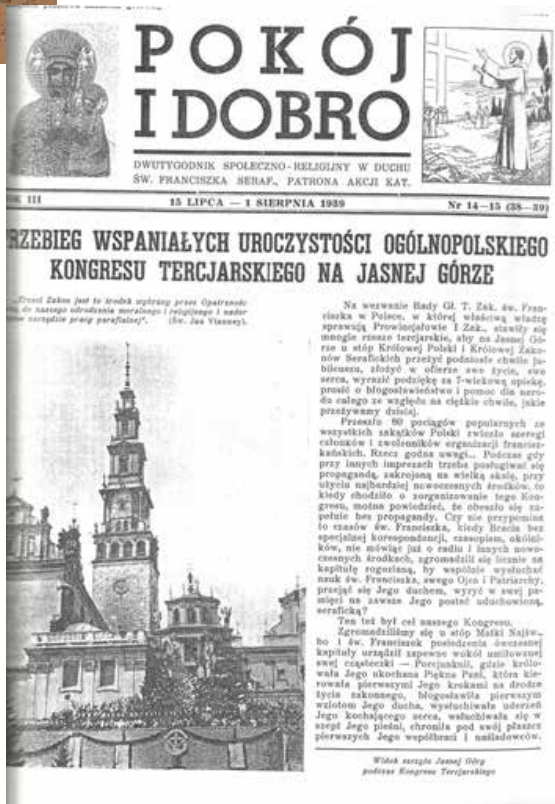 POKÓJ
I DOBRO
DWUTYGODNIK SPOŁECZNO-RELIGIJNY W DUCHU
ŚW. FRANCISZKA SERAF., PATRONA AKCJI KAT.
III
15 LIPCA — 1 SIERPNIA 1939
Nr 14—15 (38—39)
RZEBIEG WSPANIAŁYCH UROCZYSTOŚCI OGÓLNOPOLSKIEGO
KONGRESU TERCJARSKIEGO NA JASNEJ GÓRZE
„Trzeci Zakon jest to środek wybrany przez Opatrzność
do naszego odrodzenia moralnego i religijnego i nader
narzędzie pracy parafialnej". (Św. Jan Vianney).
Na wezwanie Rady Gł. T. Zak. św. Fran-
ciszka w Polsce, w której właściwą władzę
sprawują Prowincjałowie I Zak., stawiły się
mnogie rzesze tercjarskie, aby na Jasnej Gó-
rze u stóp Królowej Polski i Królowej Zako-
nów Serafickich przeżyć podniosłe chwile ju-
bileuszu, złożyć w ofierze swe życie, swe
serca, wyrazić podziękę za 7-wiekową opiekę,
prosić o błogosławieństwo i pomoc dla naro-
du całego ze względu na ciężkie chwile, jakie
przeżywamy dzisiaj.
Przeszło 80 pociągów popularnych ze
wszystkich zakątków Polski zwiozło szeregi
członków i zwolenników organizacji francisz-
kańskich. Rzecz godna uwagi... Podczas gdy
przy innych imprezach trzeba posługiwać się
propagandą, zakrojoną na wielką skalę, przy
użyciu najbardziej nowoczesnych środków, to
kiedy chodziło o zorganizowanie tego Kon-
gresu, można powiedzieć, że obeszło się zu-
pełnie bez propagandy. Czy nie przypomina
to czasów św. Franciszka, kiedy Bracia bez
specjalnej korespondencji, czasopism, okólni-
ków, nie mówiąc już o radiu i innych nowo-
czesnych środkach, zgromadzili się licznie na
kapitułę rogożaną, by wspólnie wysłuchać
nauk św. Franciszka, swego Ojca i Patriarchy,
przejąć się Jego duchem, wyryć w swej pa-
mięci na zawsze Jego postać uduchowioną,
seraficką?
Ten też był cel naszego Kongresu.
Zgromadziliśmy się u stóp Matki Najśw.,
bo i św. Franciszek posiedzenia ówczesnej
kapituły urządził zapewne wokół umiłowanej
swej cząsteczki — Porcjunkuli, gdzie królo-
wała Jego ukochana Piękna Pani, która kie-
rowała pierwszymi Jego krokami na drodze
życia zakonnego, błogosławiła pierwszym
wzlotom Jego ducha, wysłuchiwała uderzeń
Jego kochającego serca, wsłuchiwała się w
szept Jego pieśni, chroniła pod swój płaszcz
pierwszych Jego współbraci i naśladowców.
Widok szczytu Jasnej Góry
podczas Kongresu Tercjarskiego